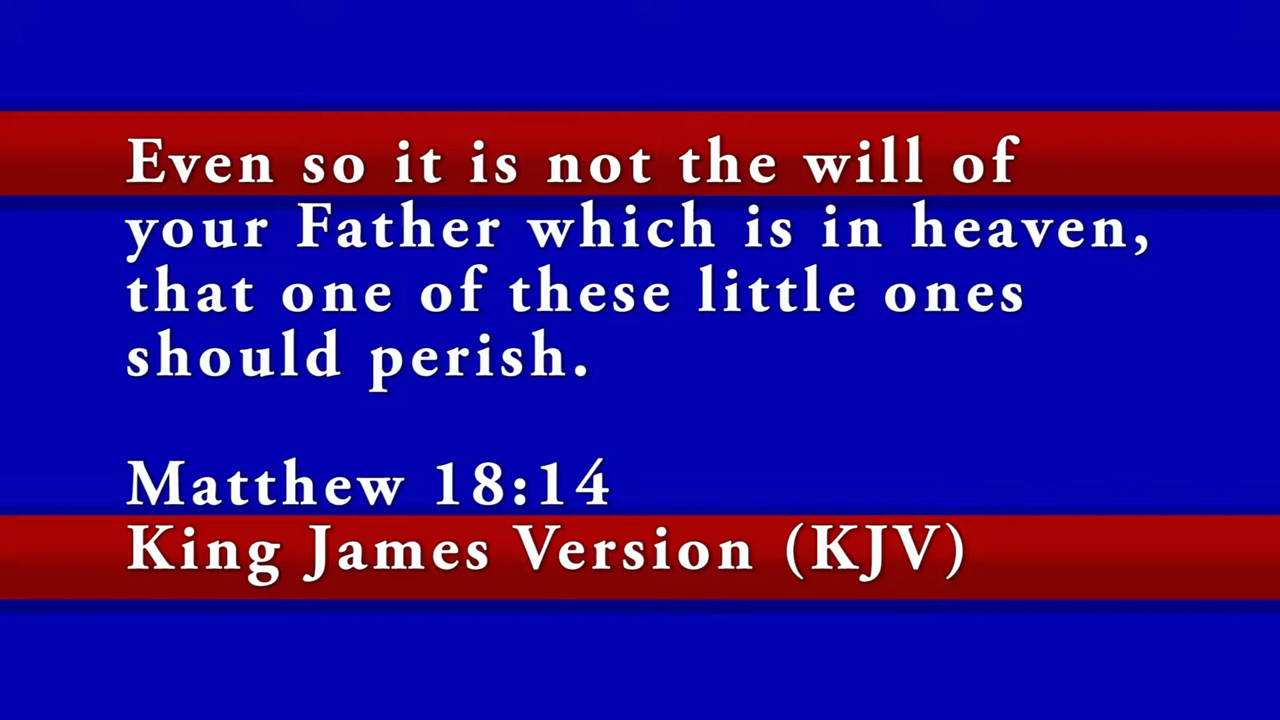 Even so it is not the will of
your Father which is in heaven,
that one of these little ones
should perish.
Matthew 18:14
King James Version (KJV)